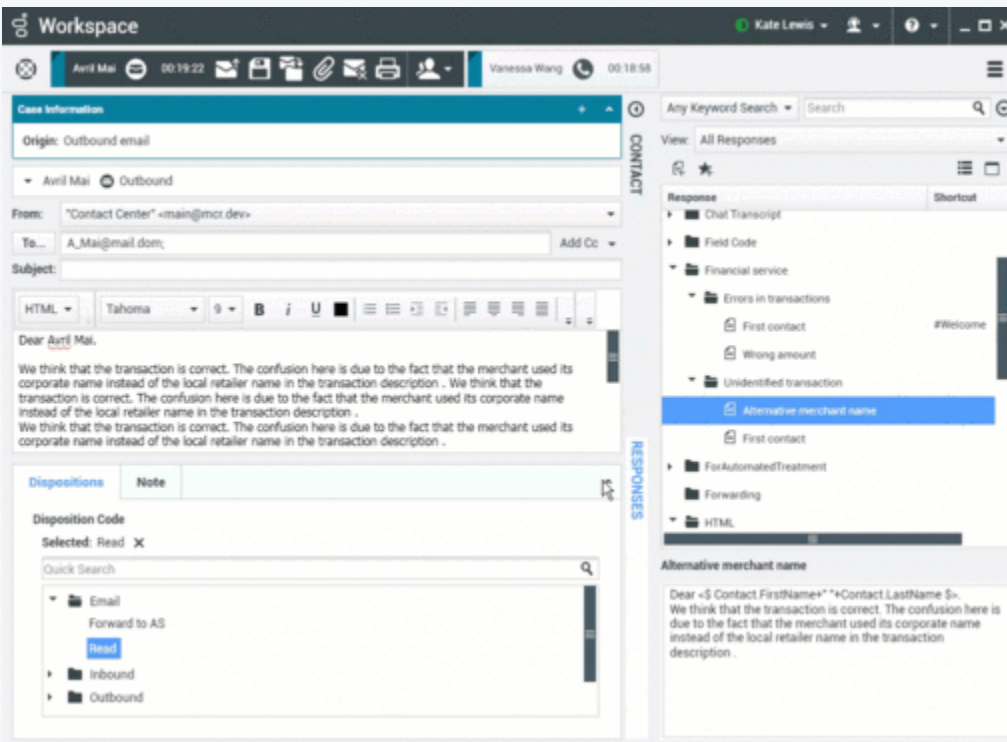 Workspace
Kate Lewis
Avril Mai 00:19:22
Vanessa Wang 00:18:58
Case Information
Origin: Outbound email
Avril Mai Outbound
From: "Contact Center" <main@mcr.dev>
To... A_Mai@mail.dom; Add Cc
Subject:
HTML Tahoma 9 B i U
Dear Avril Mai.
We think that the transaction is correct. The confusion here is due to the fact that the merchant used its
corporate name instead of the local retailer name in the transaction description . We think that the
transaction is correct. The confusion here is due to the fact that the merchant used its corporate name
instead of the local retailer name in the transaction description .
We think that the transaction is correct. The confusion here is due to the fact that the merchant used its
corporate name instead of the local retailer name in the transaction description .
Dispositions Note
Disposition Code
Selected: Read
Quick Search
Email
Forward to AS
Read
Inbound
Outbound
CONTACT
RESPONSES
Any Keyword Search Search
View: All Responses
Response Shortcut
Chat Transcript
Field Code
Financial service
Errors in transactions
First contact #Welcome
Wrong amount
Unidentified transaction
Alternative merchant name
First contact
ForAutomatedTreatment
Forwarding
HTML
Alternative merchant name
Dear <$ Contact.FirstName+" "+Contact.LastName $>.
We think that the transaction is correct. The confusion here is
due to the fact that the merchant used its corporate name
instead of the local retailer name in the transaction
description .